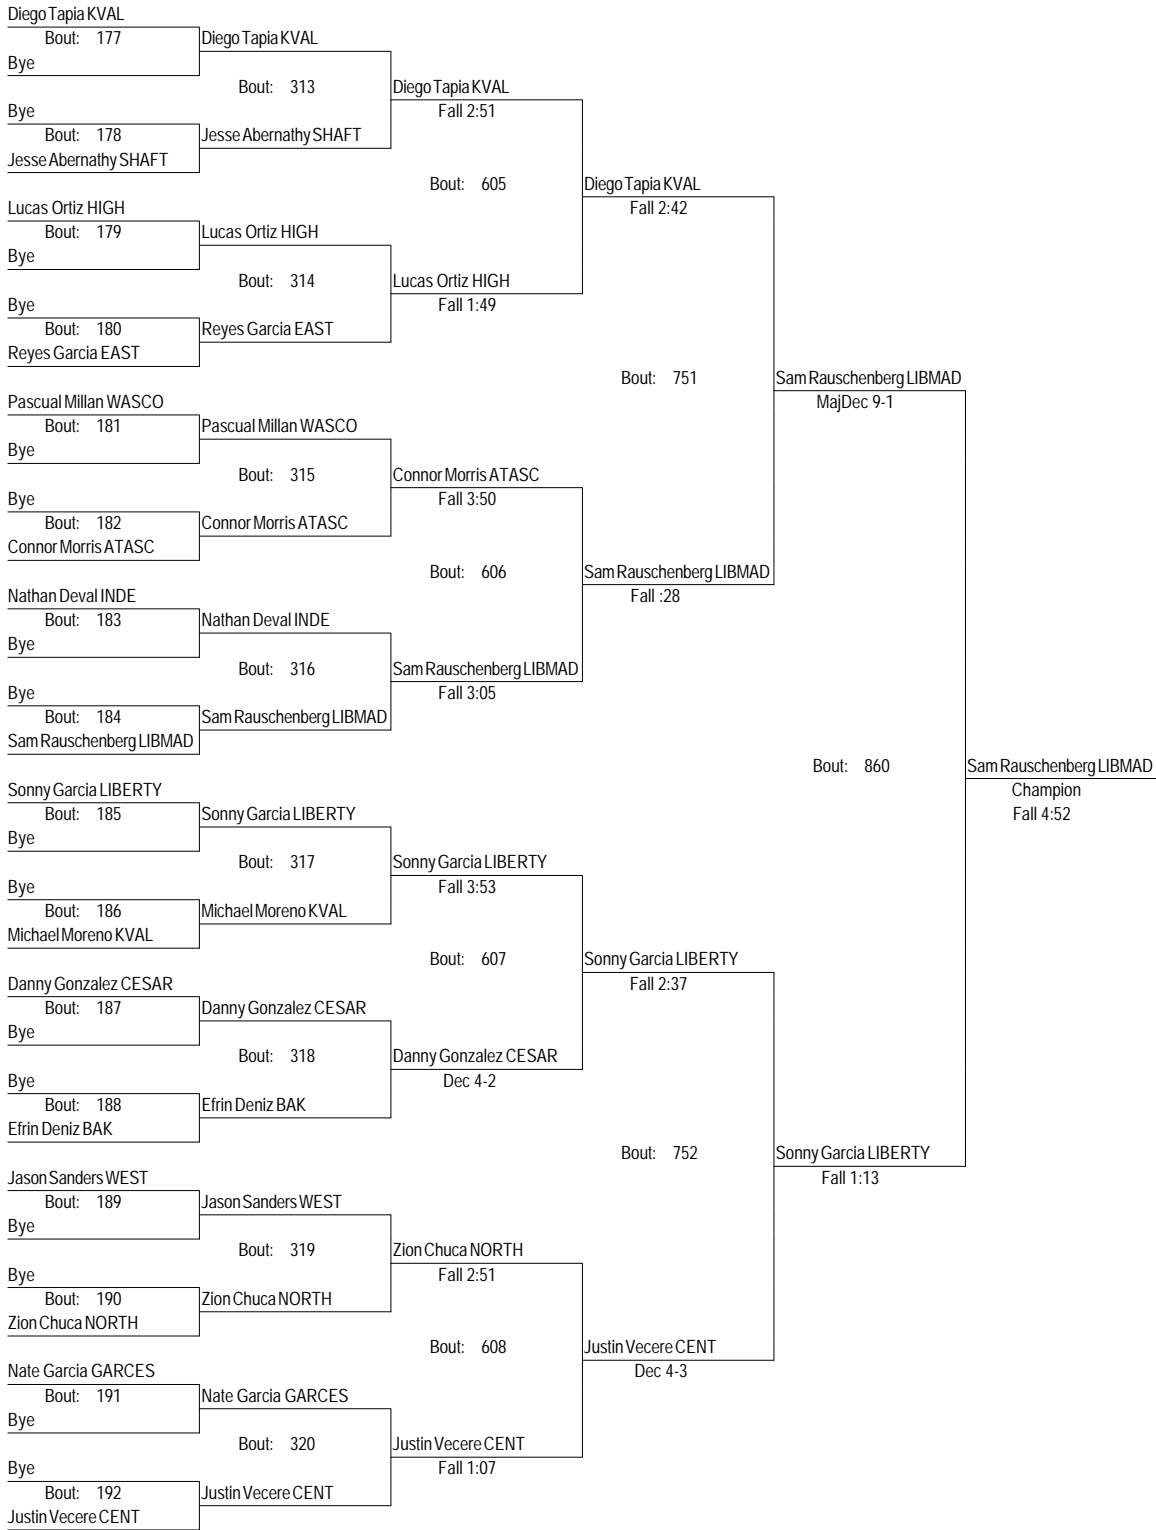 Diego Tapia KVAL
Bout: 177
Diego Tapia KVAL
Bye
Bout: 313
Diego Tapia KVAL
Bye
Fall 2:51
Bout: 178
Jesse Abernathy SHAFT
Jesse Abernathy SHAFT
Bout: 605
Diego Tapia KVAL
Lucas Ortiz HIGH
Fall 2:42
Bout: 179
Lucas Ortiz HIGH
Bye
Bout: 314
Lucas Ortiz HIGH
Bye
Fall 1:49
Bout: 180
Reyes Garcia EAST
Reyes Garcia EAST
Bout: 751
Sam Rauschenberg LIBMAD
Pascual Millan WASCO
MajDec 9-1
Bout: 181
Pascual Millan WASCO
Bye
Bout: 315
Connor Morris ATASC
Bye
Fall 3:50
Bout: 182
Connor Morris ATASC
Connor Morris ATASC
Bout: 606
Sam Rauschenberg LIBMAD
Nathan Deval INDE
Fall :28
Bout: 183
Nathan Deval INDE
Bye
Bout: 316
Sam Rauschenberg LIBMAD
Bye
Fall 3:05
Bout: 184
Sam Rauschenberg LIBMAD
Sam Rauschenberg LIBMAD
Bout: 860
Sam Rauschenberg LIBMAD
Sonny Garcia LIBERTY
Champion
Bout: 185
Sonny Garcia LIBERTY
Fall 4:52
Bye
Bout: 317
Sonny Garcia LIBERTY
Bye
Fall 3:53
Bout: 186
Michael Moreno KVAL
Michael Moreno KVAL
Bout: 607
Sonny Garcia LIBERTY
Danny Gonzalez CESAR
Fall 2:37
Bout: 187
Danny Gonzalez CESAR
Bye
Bout: 318
Danny Gonzalez CESAR
Bye
Dec 4-2
Bout: 188
Efrin Deniz BAK
Efrin Deniz BAK
Bout: 752
Sonny Garcia LIBERTY
Jason Sanders WEST
Fall 1:13
Bout: 189
Jason Sanders WEST
Bye
Bout: 319
Zion Chuca NORTH
Bye
Fall 2:51
Bout: 190
Zion Chuca NORTH
Zion Chuca NORTH
Bout: 608
Justin Vecere CENT
Nate Garcia GARCES
Dec 4-3
Bout: 191
Nate Garcia GARCES
Bye
Bout: 320
Justin Vecere CENT
Bye
Fall 1:07
Bout: 192
Justin Vecere CENT
Justin Vecere CENT